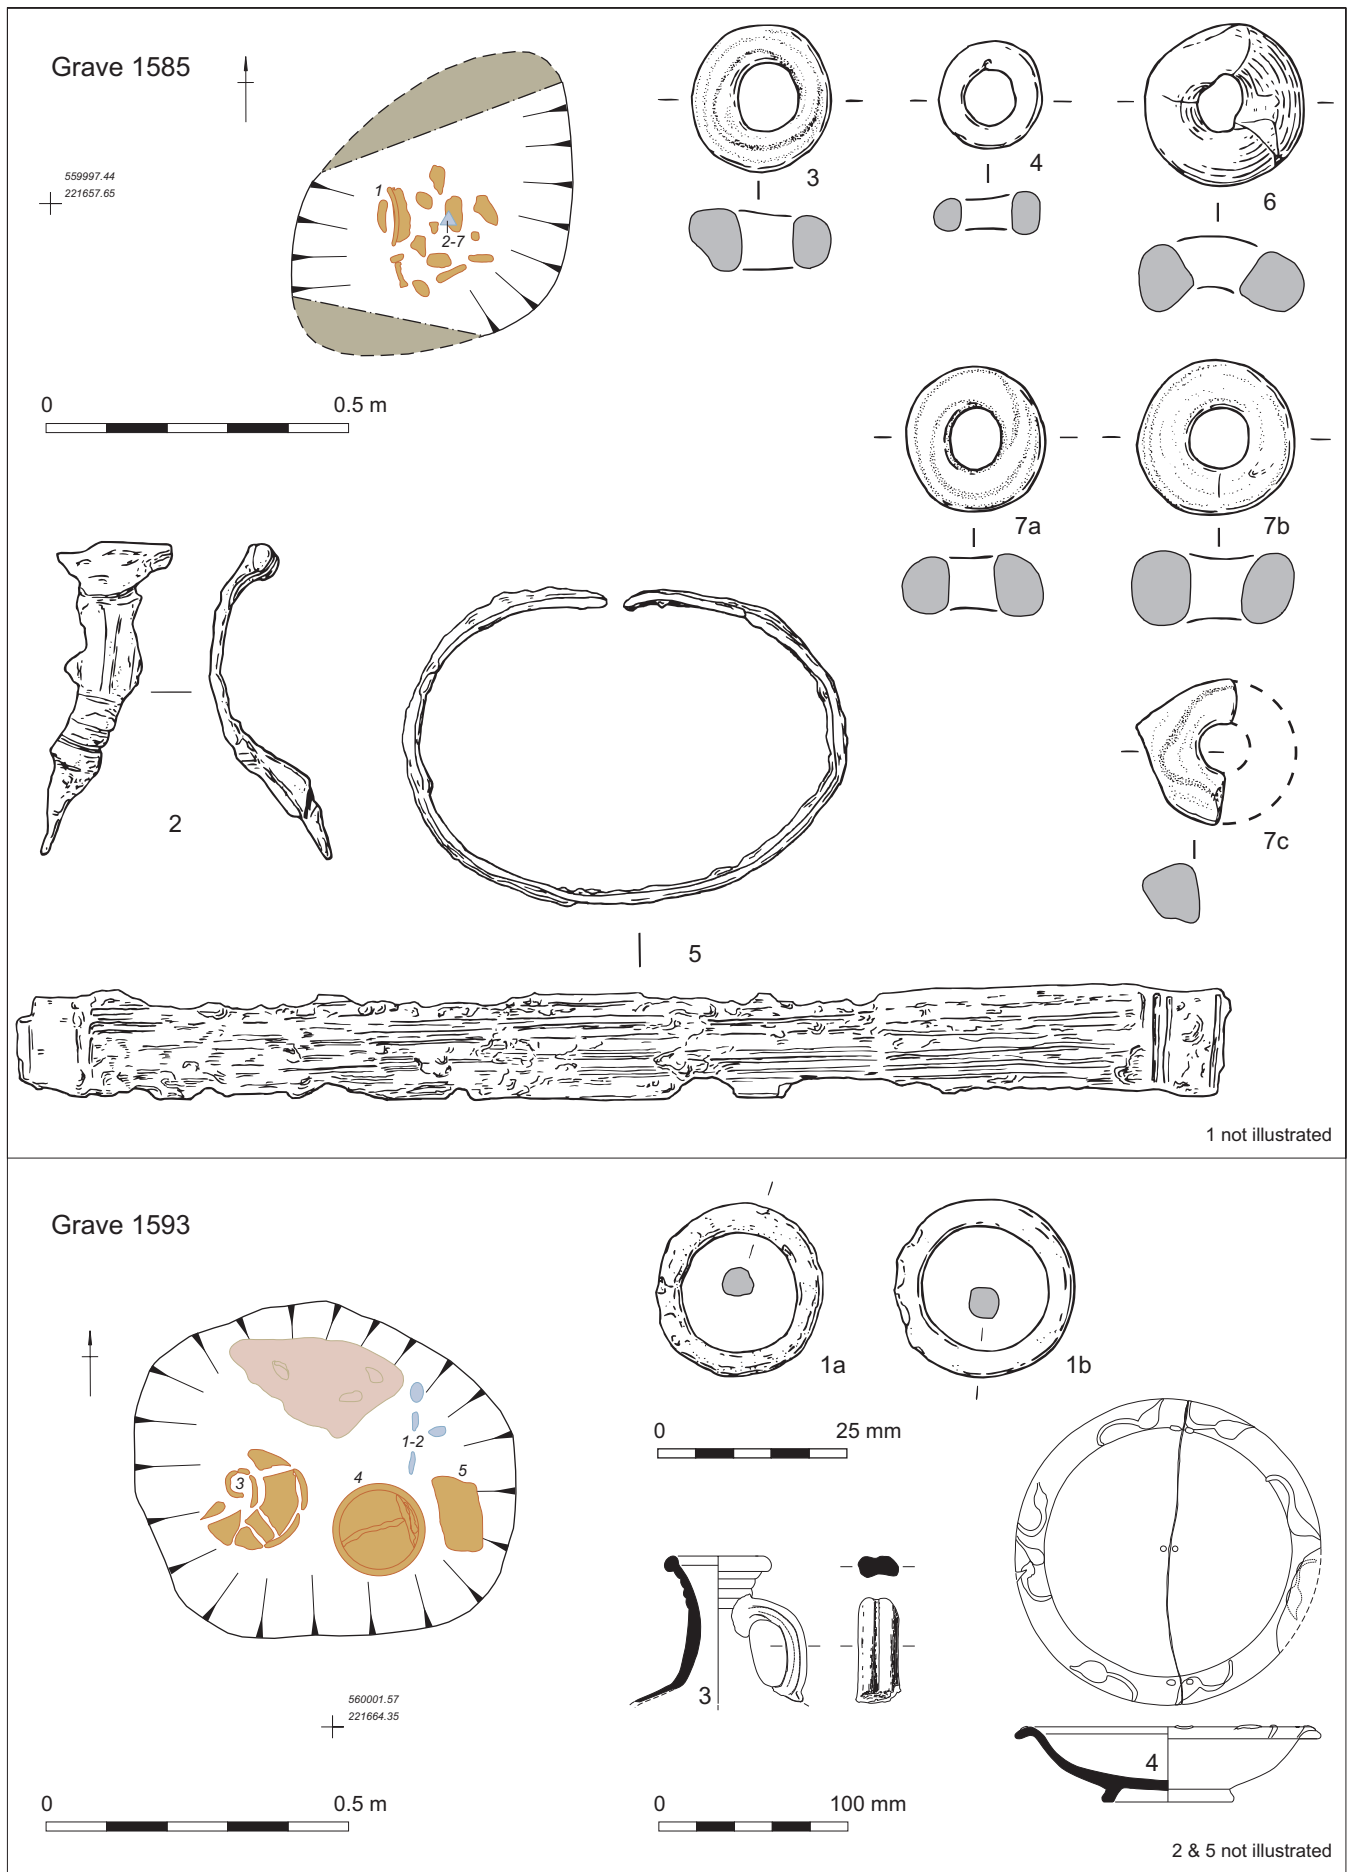 Grave 1585
559997.44
221657.65
1
2-7
0 0.5 m
3
4
6
7a
7b
7c
2
5
1 not illustrated
Grave 1593
1-2
3
4
5
560001.57
221664.35
0 0.5 m
1a
1b
0 25 mm
3
4
0 100 mm
2 & 5 not illustrated